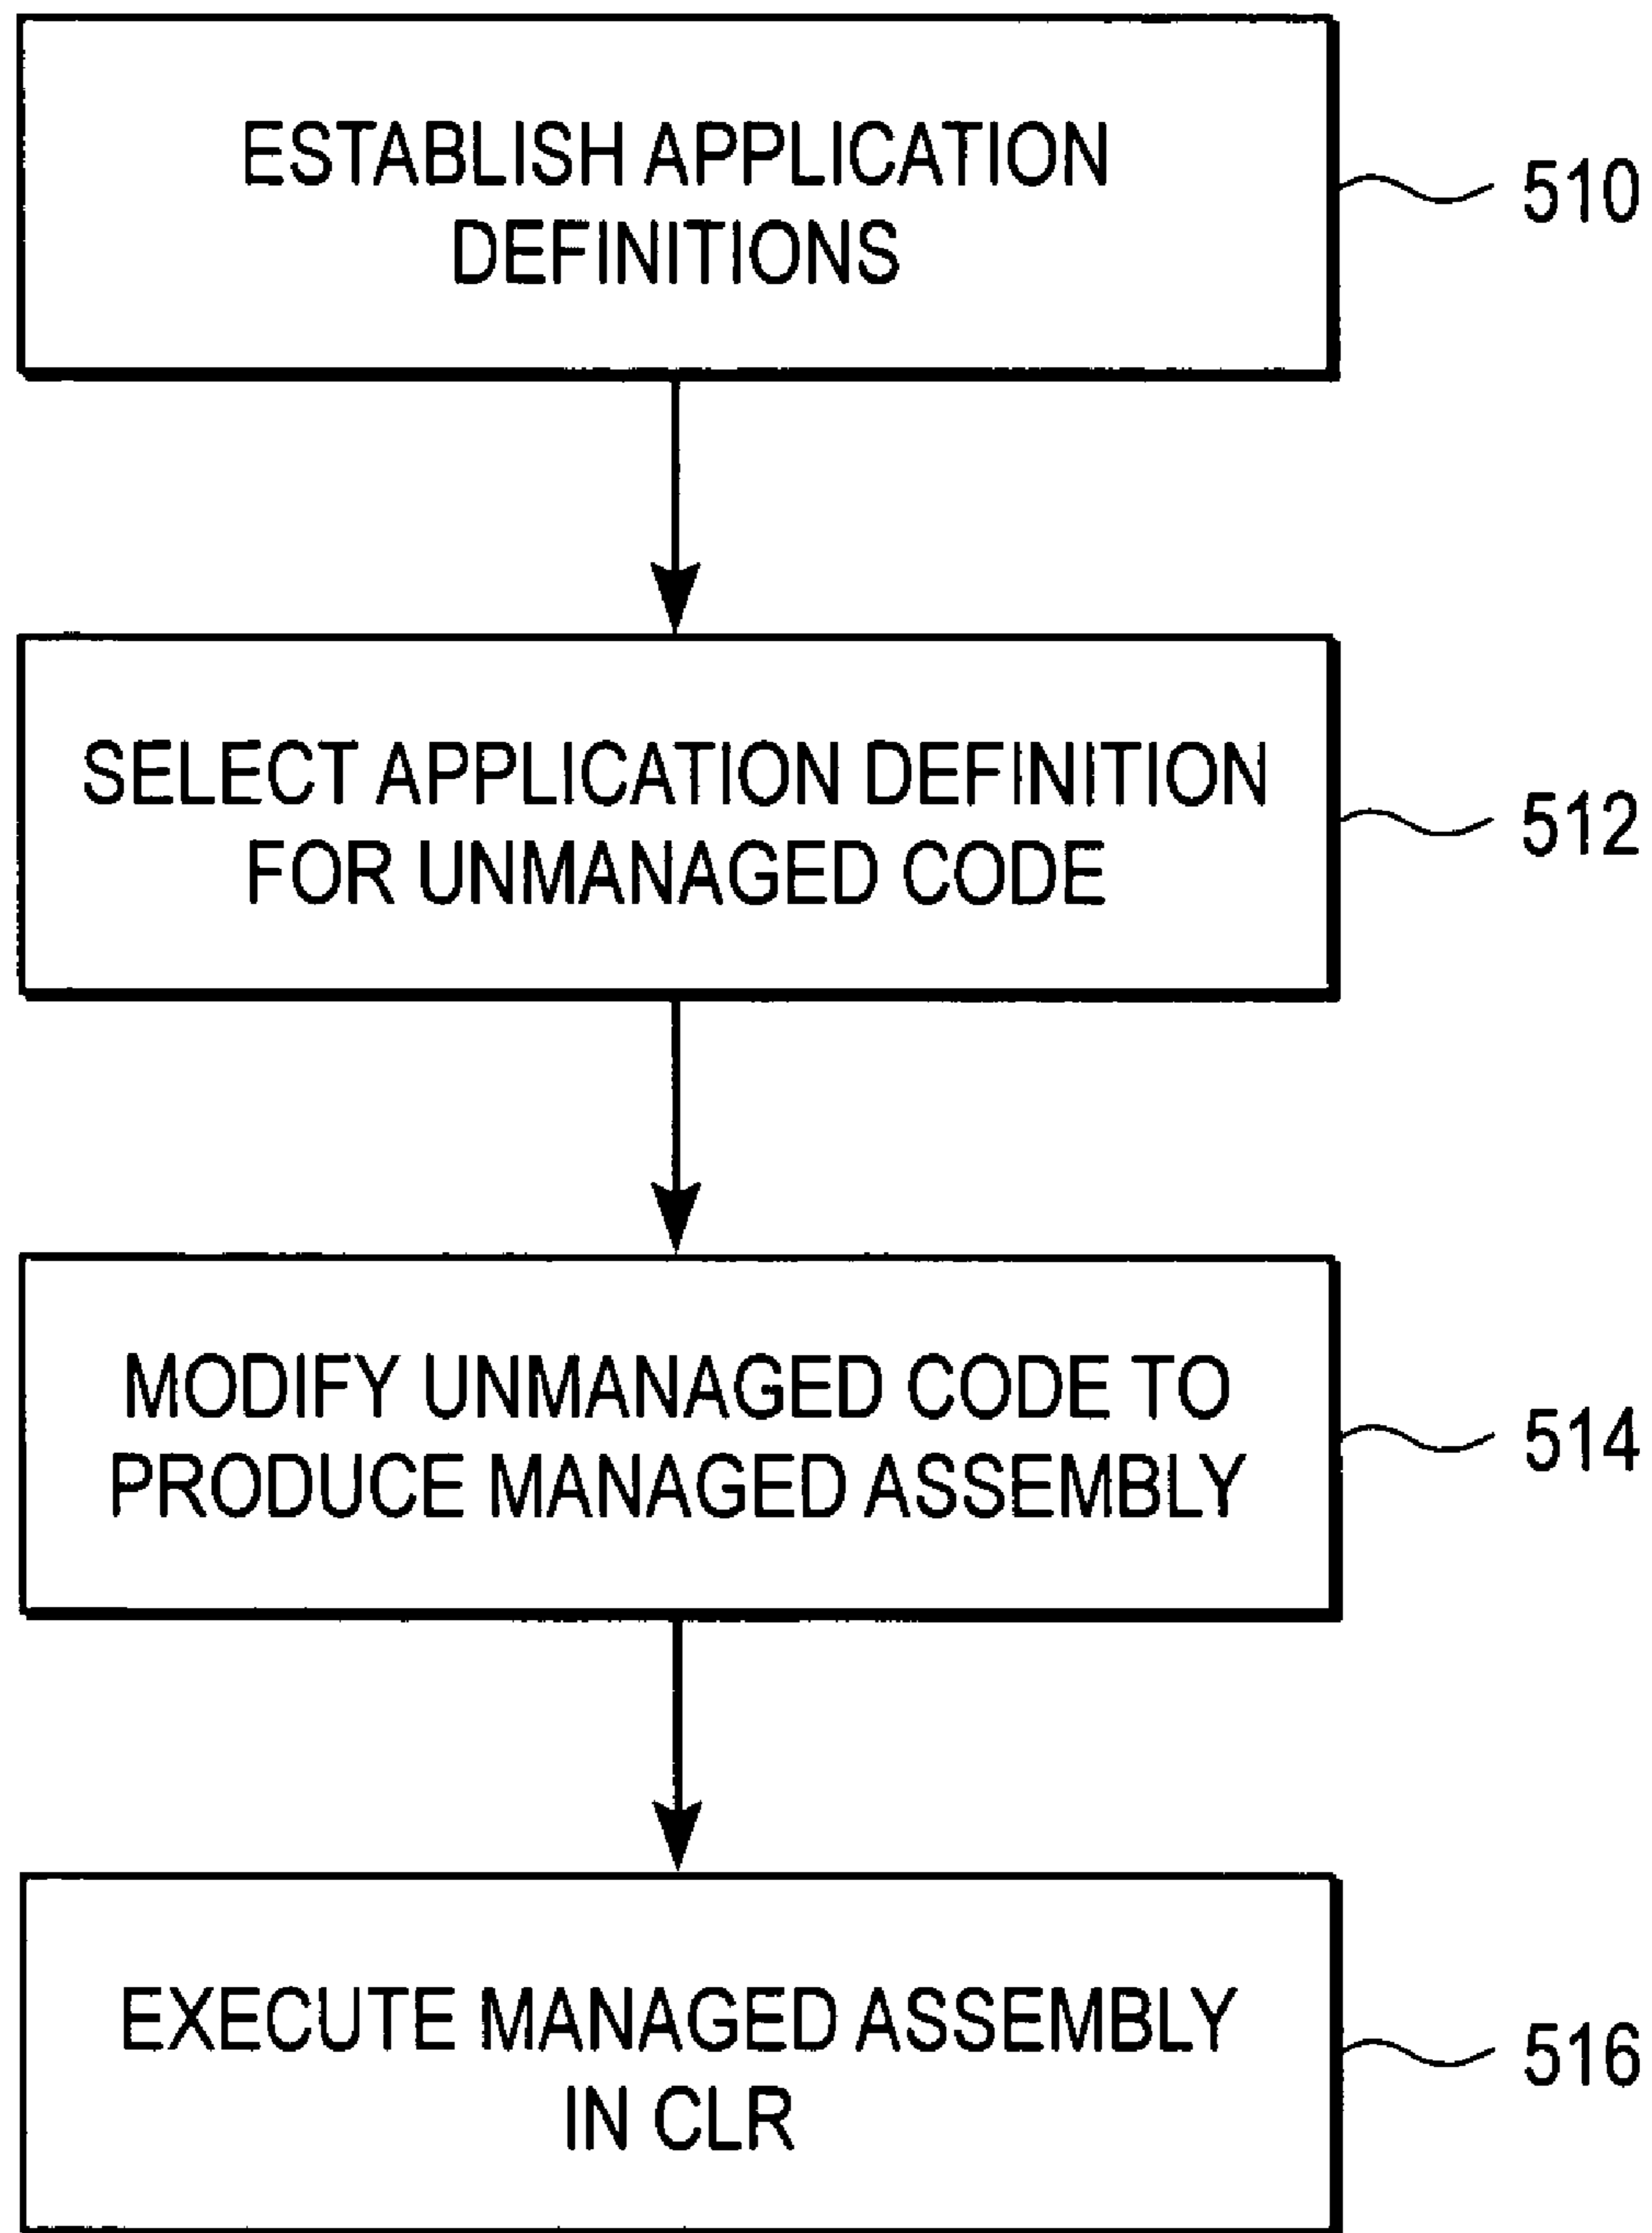 ESTABLISH APPLICATION
DEFINITIONS
510
SELECT APPLICATION DEFINITION
FOR UNMANAGED CODE
512
MODIFY UNMANAGED CODE TO
PRODUCE MANAGED ASSEMBLY
514
EXECUTE MANAGED ASSEMBLY
IN CLR
516